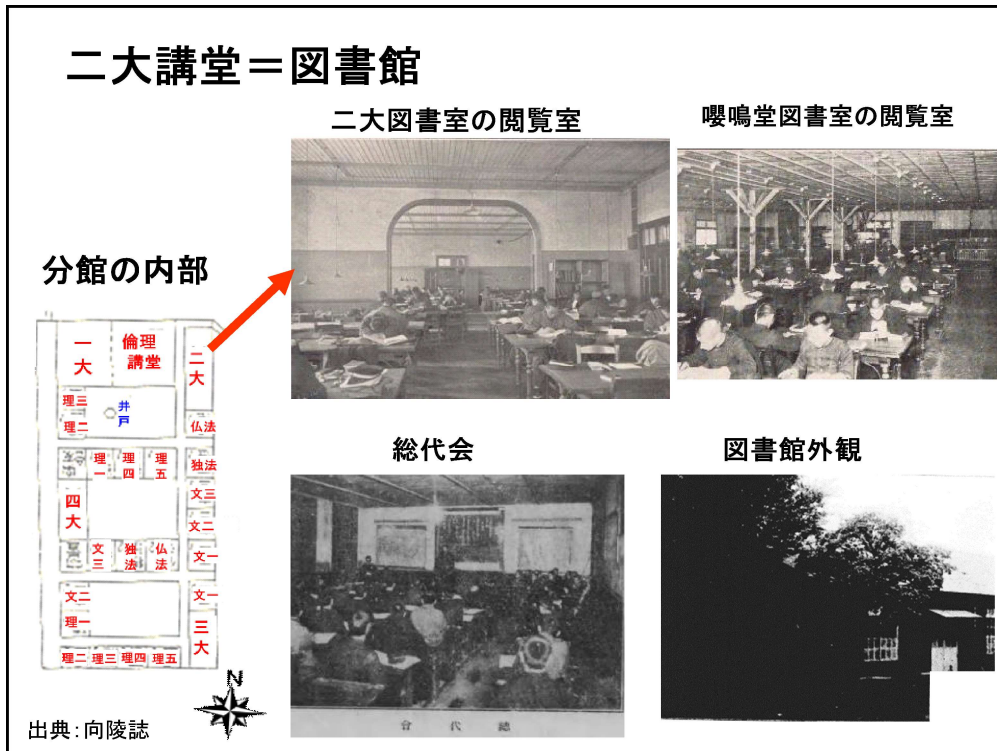 二大講堂＝図書館
二大図書室の閲覧室
嚶鳴堂図書室の閲覧室
分館の内部
一大
倫理講堂
二大
理三
理二
井戸
仏法
理一
理四
理五
独法
四大
文三
文二
文三
独法
仏法
文一
文二
理一
文一
三大
理二
理三
理四
理五
総代会
図書館外観
會代總
N
出典：向陵誌